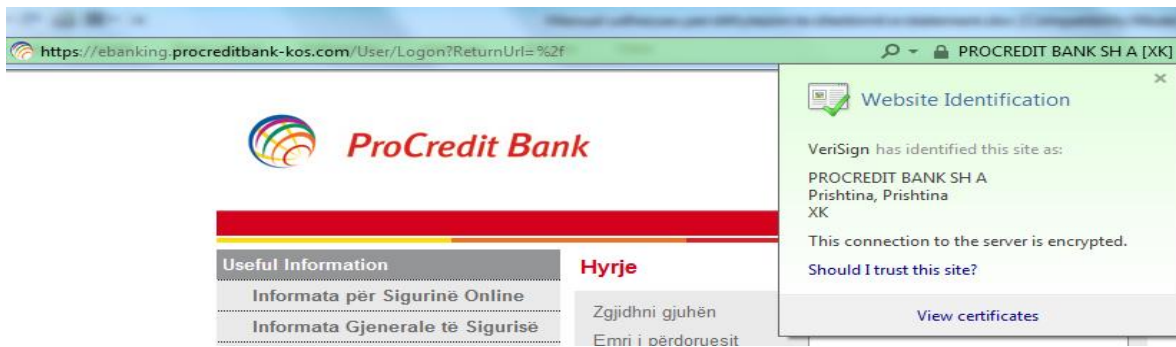 https://ebanking.procreditbank-kos.com/User/Logon?ReturnUrl=%2f
PROCREDIT BANK SH A [XK]
ProCredit Bank
Website Identification
VeriSign has identified this site as:
PROCREDIT BANK SH A
Prishtina, Prishtina
XK
This connection to the server is encrypted.
Should I trust this site?
View certificates
Useful Information
Informata për Sigurinë Online
Informata Gjenerale të Sigurisë
Hyrje
Zgjidhni gjuhën
Emri i përdoruesit